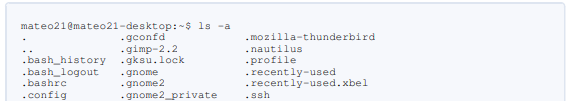 mateo21@mateo21-desktop:~$ ls -a
. .gconfd .mozilla-thunderbird
.. .gimp-2.2 .nautilus
.bash_history .gksu.lock .profile
.bash_logout .gnome .recently-used
.bashrc .gnome2 .recently-used.xbel
.config .gnome2_private .ssh